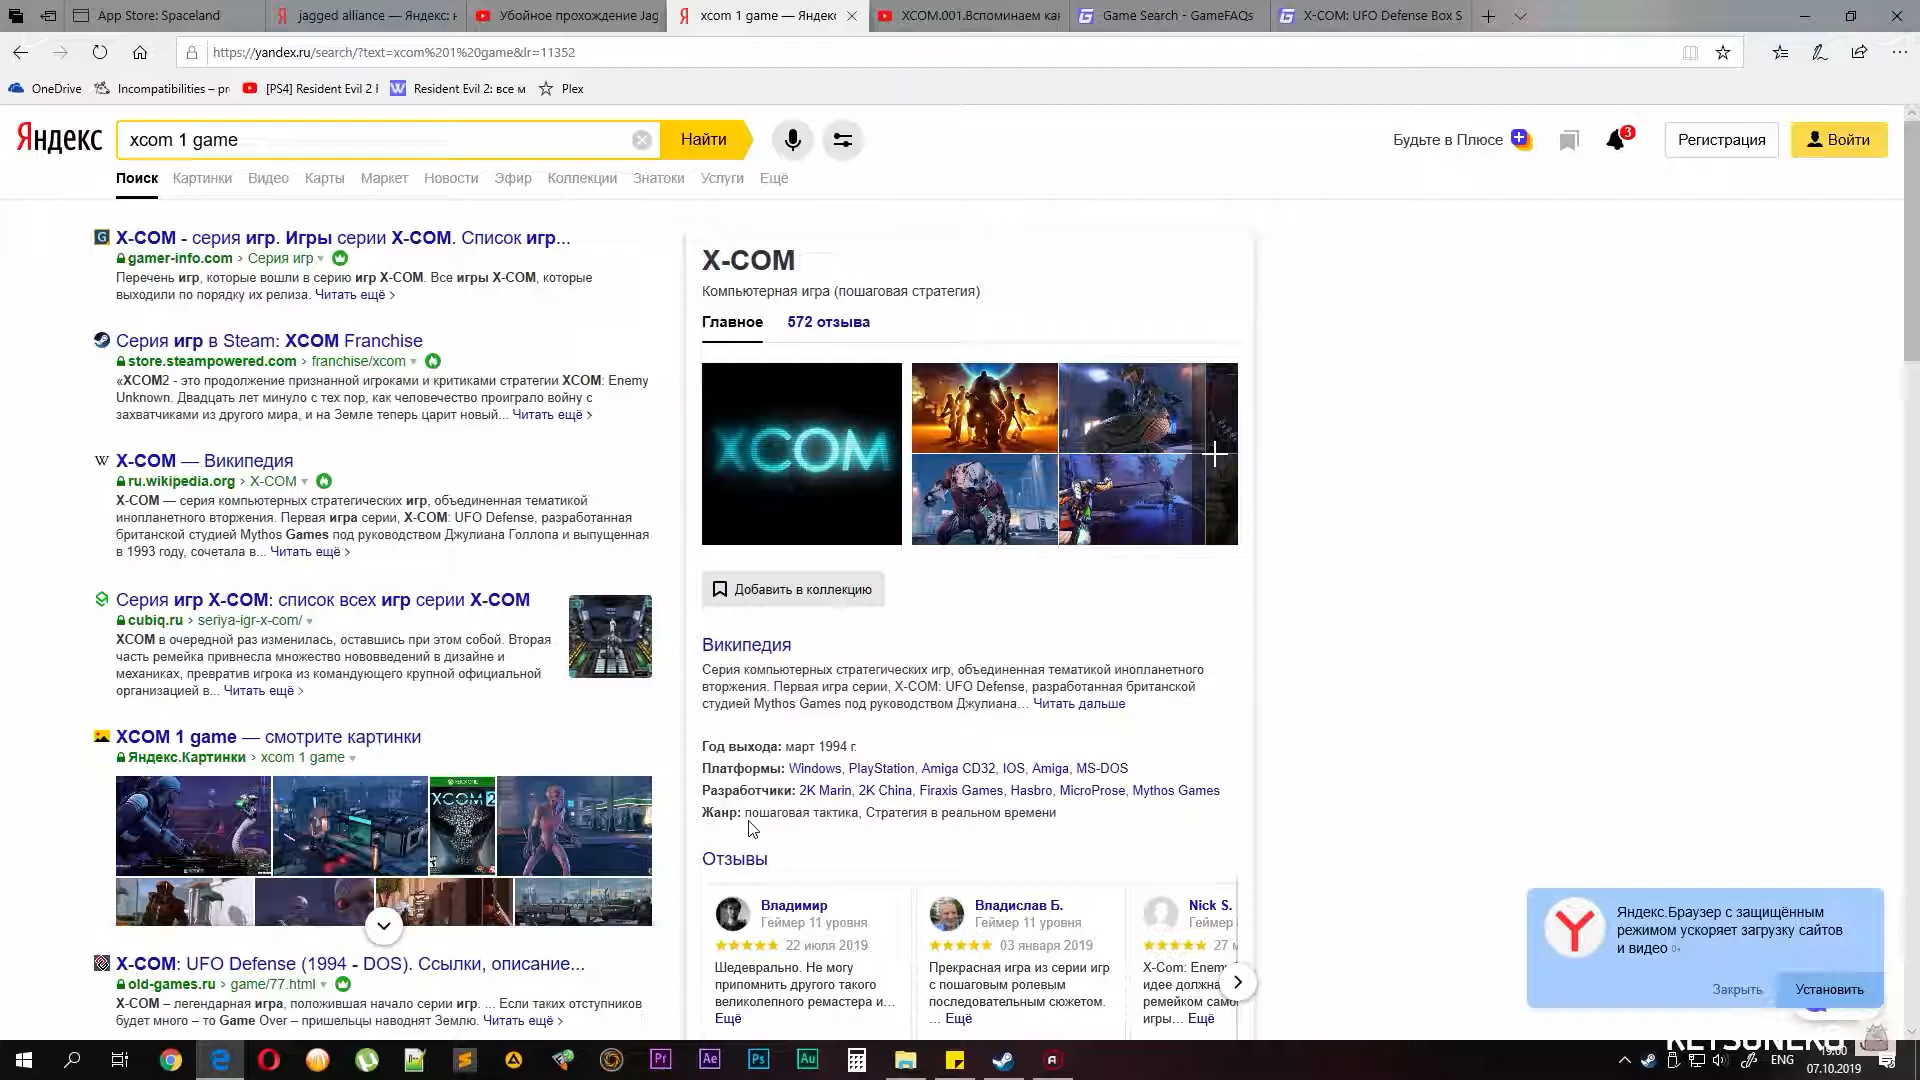 App Store: Spaceland
jagged alliance — Яндекс: н
Убойное прохождение Jag
xcom 1 game — Яндекс
XCOM.001.Вспоминаем как
Game Search - GameFAQs
X-COM: UFO Defense Box S
https://yandex.ru/search/?text=xcom%201%20game&lr=11352
OneDrive
Incompatibilities – pr
[PS4] Resident Evil 2 F
Resident Evil 2: все м
Plex
Яндекс
xcom 1 game
Найти
Будьте в Плюсе
3
Регистрация
Войти
Поиск Картинки Видео Карты Маркет Новости Эфир Коллекции Знатоки Услуги Ещё
X-COM - серия игр. Игры серии X-COM. Список игр...
gamer-info.com › Серия игр
Перечень игр, которые вошли в серию игр X-COM. Все игры X-COM, которые
выходили по порядку их релиза. Читать ещё >
Серия игр в Steam: XCOM Franchise
store.steampowered.com › franchise/xcom
«XCOM2 - это продолжение признанной игроками и критиками стратегии XCOM: Enemy
Unknown. Двадцать лет минуло с тех пор, как человечество проиграло войну с
захватчиками из другого мира, и на Земле теперь царит новый... Читать ещё >
X-COM — Википедия
ru.wikipedia.org › X-COM
X-COM — серия компьютерных стратегических игр, объединенная тематикой
инопланетного вторжения. Первая игра серии, X-COM: UFO Defense, разработанная
британской студией Mythos Games под руководством Джулиана Голлопа и выпущенная
в 1993 году, сочетала в... Читать ещё >
Серия игр X-COM: список всех игр серии X-COM
cubiq.ru › seriya-igr-x-com/
XCOM в очередной раз изменилась, оставшись при этом собой. Вторая
часть ремейка привнесла множество нововведений в дизайне и
механиках, превратив игрока из командующего крупной официальной
организацией в... Читать ещё >
XCOM 1 game — смотрите картинки
Яндекс.Картинки › xcom 1 game
XCOM 2
X-COM: UFO Defense (1994 - DOS). Ссылки, описание...
old-games.ru › game/77.html
X-COM – легендарная игра, положившая начало серии игр. ... Если таких отступников
будет много – то Game Over – пришельцы наводнят Землю. Читать ещё >
X-COM
Компьютерная игра (пошаговая стратегия)
Главное 572 отзыва
XCOM
Добавить в коллекцию
Википедия
Серия компьютерных стратегических игр, объединенная тематикой инопланетного
вторжения. Первая игра серии, X-COM: UFO Defense, разработанная британской
студией Mythos Games под руководством Джулиана... Читать дальше
Год выхода: март 1994 г.
Платформы: Windows, PlayStation, Amiga CD32, IOS, Amiga, MS-DOS
Разработчики: 2K Marin, 2K China, Firaxis Games, Hasbro, MicroProse, Mythos Games
Жанр: пошаговая тактика, Стратегия в реальном времени
Отзывы
Владимир
Геймер 11 уровня
22 июля 2019
Шедеврально. Не могу
припомнить другого такого
великолепного ремастера и...
Ещё
Владислав Б.
Геймер 11 уровня
03 января 2019
Прекрасная игра из серии игр
с пошаговым ролевым
последовательным сюжетом.
... Ещё
Nick S.
Геймер
27 м
X-Com: Enem
идее должна
ремейком само
игры... Ещё
Яндекс.Браузер с защищённым
режимом ускоряет загрузку сайтов
и видео 0+
Закрыть
Установить
KETSUNEKO
Pr
Ae
Ps
Au
ENG
19:00
07.10.2019